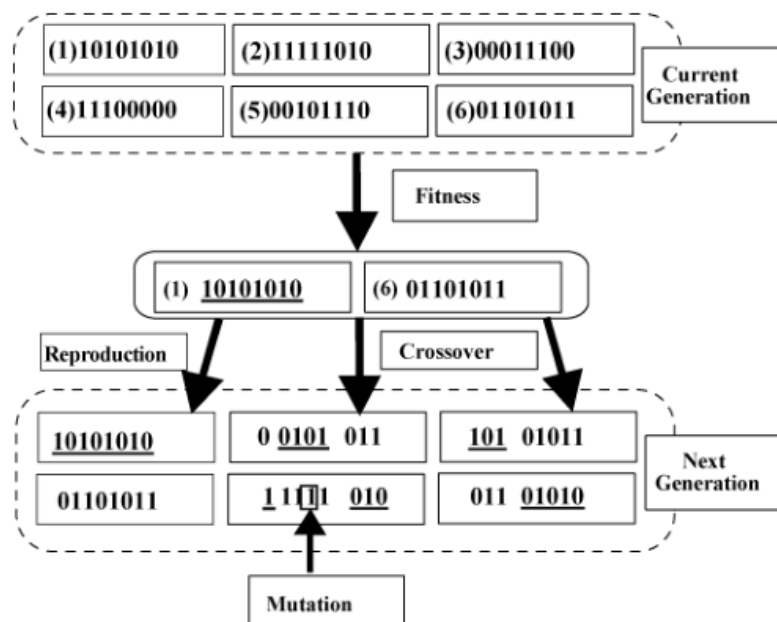 (1)10101010 (2)11111010 (3)00011100
Current
Generation
(4)11100000 (5)00101110 (6)01101011
Fitness
(1) 10101010 (6) 01101011
Reproduction Crossover
10101010 0 0101 011 101 01011
Next
Generation
01101011 1 1111 010 011 01010
Mutation